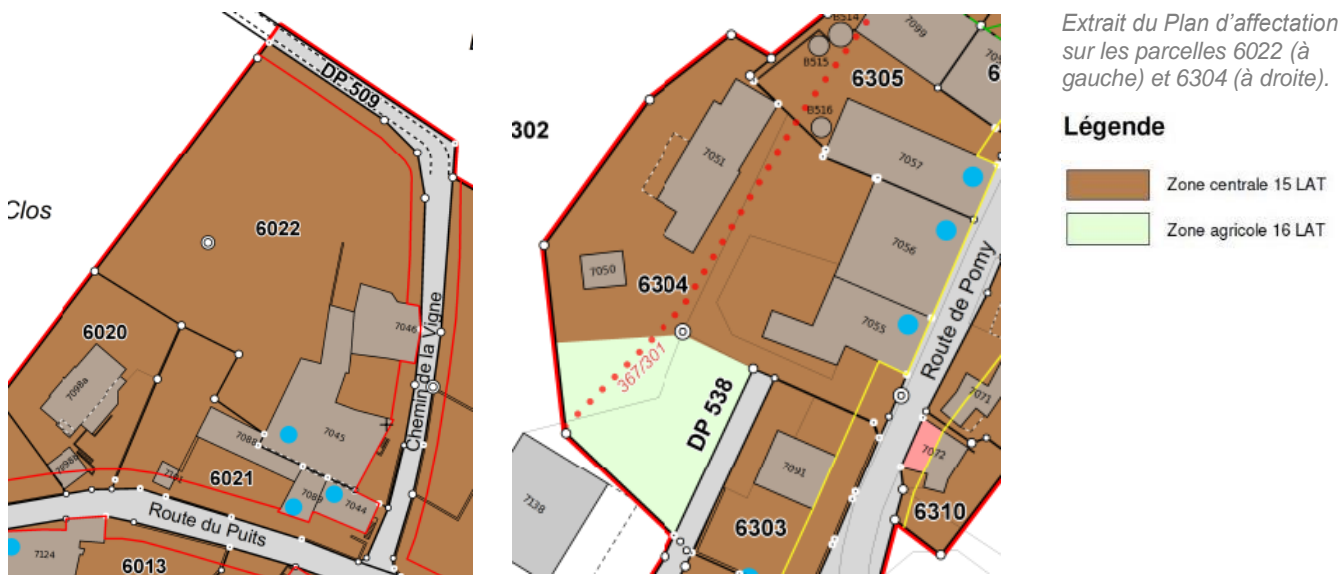 DP 509
Clos
6022
6020
7098a
7046
Chemin de la Vigne
7088
7045
6021
7044
Route du Puits
7124
6013
302
B514
B515
7099
6305
B516
7051
7057
7056
7050
6304
7055
Route de Pomy
367/301
DP 538
7071
7072
7091
7138
6303
6310
Extrait du Plan d'affectation
sur les parcelles 6022 (à
gauche) et 6304 (à droite).
Légende
Zone centrale 15 LAT
Zone agricole 16 LAT